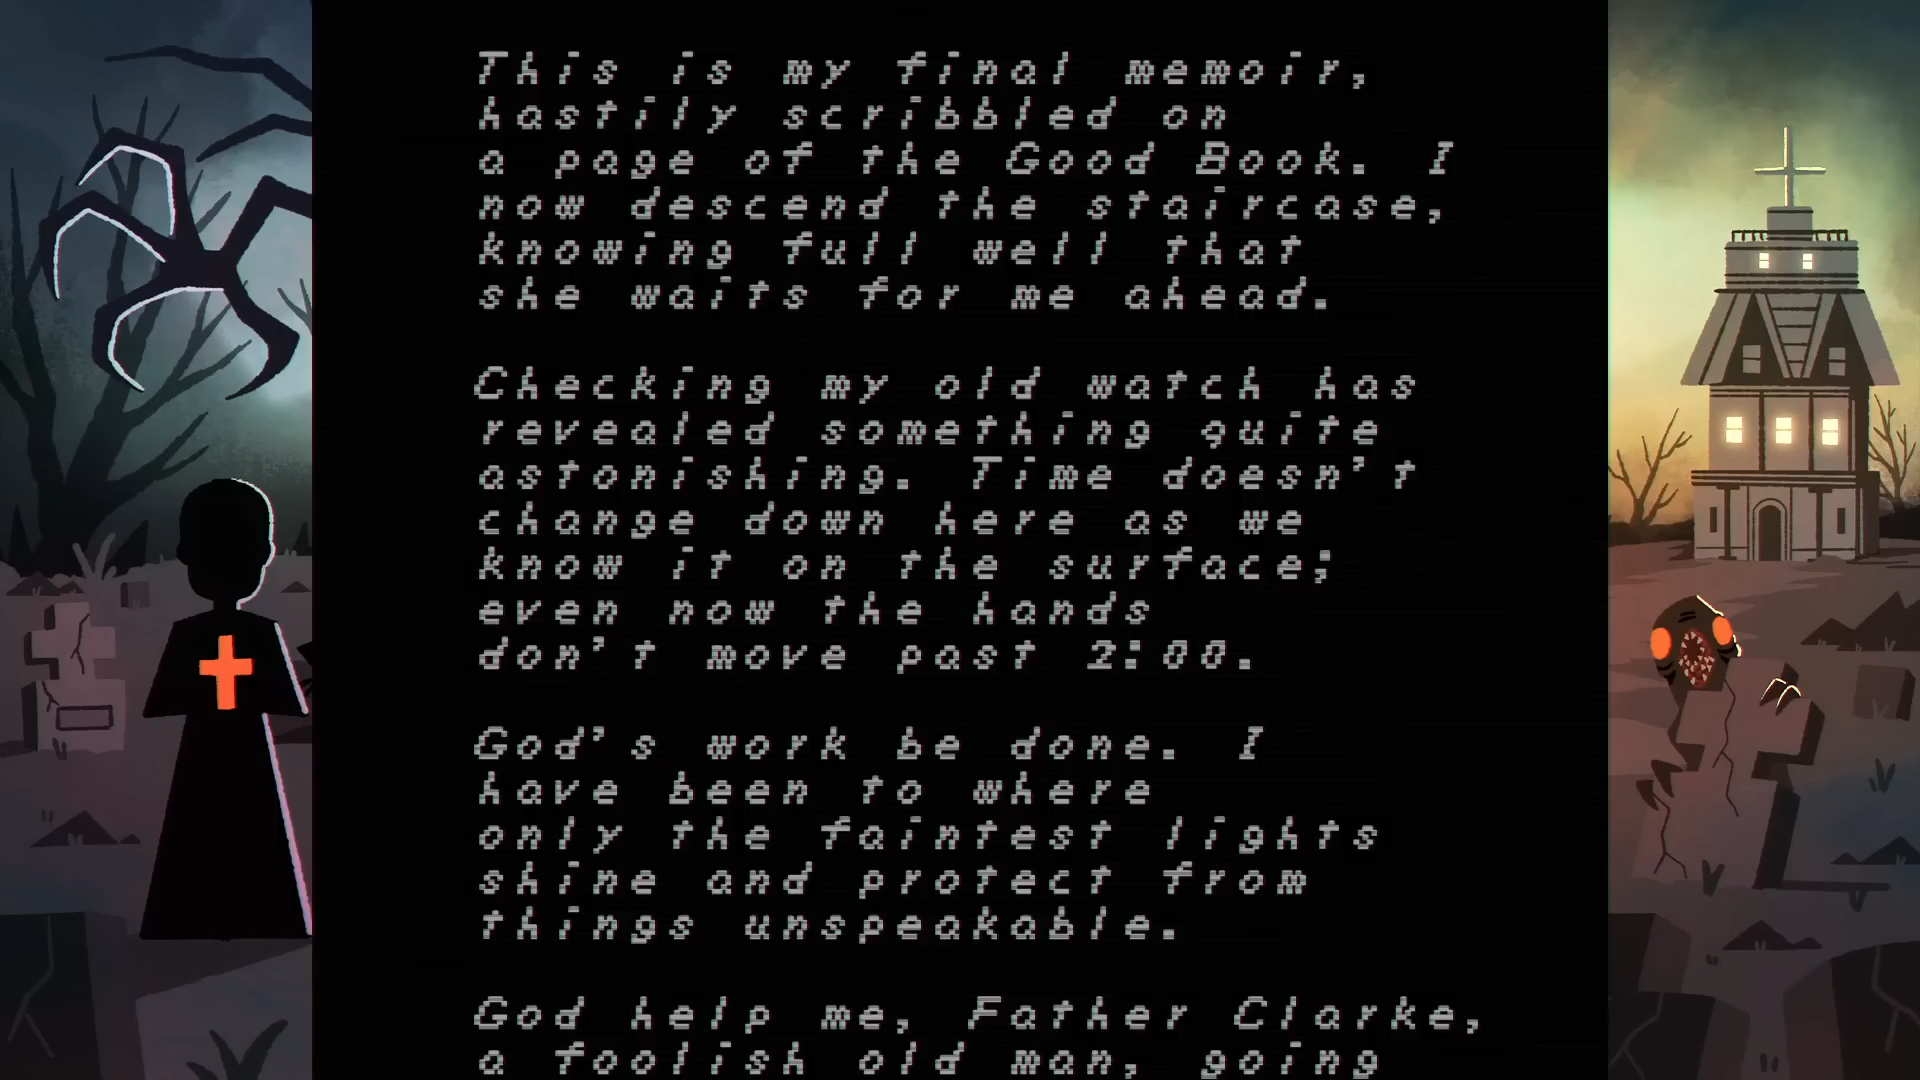 This is my final memoir,
hastily scribbled on
a page of the Good Book. I
now descend the staircase,
knowing full well that
she waits for me ahead.
Checking my old watch has
revealed something quite
astonishing. Time doesn't
change down here as we
know it on the surface;
even now the hands
don't move past 2:00.
God's work be done. I
have been to where
only the faintest lights
shine and protect from
things unspeakable.
God help me, Father Clarke,
a foolish old man, going